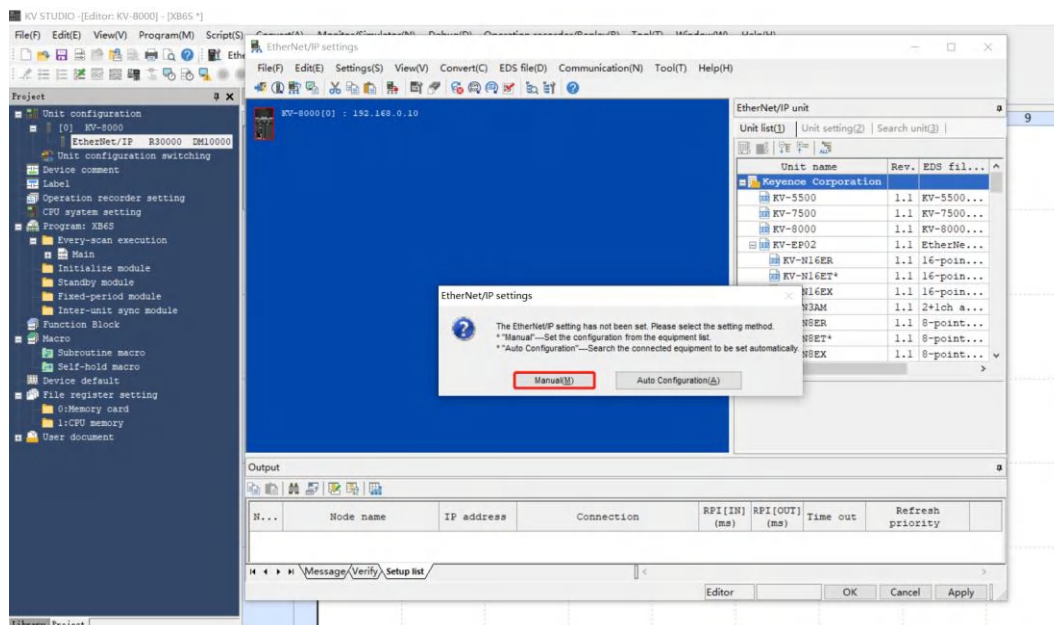 KV STUDIO -[Editor: KV-8000] - [XB6S *]
File(F) Edit(E) View(V) Program(M) Script(S)
EtherNet/IP settings
File(F) Edit(E) Settings(S) View(V) Convert(C) EDS file(D) Communication(N) Tool(T) Help(H)
Project
Unit configuration
[0] KV-8000
EtherNet/IP R30000 DM10000
Unit configuration switching
Device comment
Label
Operation recorder setting
CPU system setting
Program: XB6S
Every-scan execution
Main
Initialize module
Standby module
Fixed-period module
Inter-unit sync module
Function Block
Macro
Subroutine macro
Self-hold macro
Device default
File register setting
0:Memory card
1:CPU memory
User document
Library Project
KV-8000[0] : 192.168.0.10
EtherNet/IP unit
Unit list(1) Unit setting(2) Search unit(3)
Unit name Rev. EDS fil...
Keyence Corporation
KV-5500 1.1 KV-5500...
KV-7500 1.1 KV-7500...
KV-8000 1.1 KV-8000...
KV-EP02 1.1 EtherNe...
KV-N16ER 1.1 16-poin...
KV-N16ET* 1.1 16-poin...
N16EX 1.1 16-poin...
N3AM 1.1 2+1ch a...
N8ER 1.1 8-point...
N8ET* 1.1 8-point...
N8EX 1.1 8-point...
9
EtherNet/IP settings
The EtherNet/IP setting has not been set. Please select the setting method.
* "Manual"---Set the configuration from the equipment list.
* "Auto Configuration"---Search the connected equipment to be set automatically.
Manual(M) Auto Configuration(A)
Output
N... Node name IP address Connection RPI[IN] (ms) RPI[OUT] (ms) Time out Refresh priority
Message Verify Setup list
Editor OK Cancel Apply